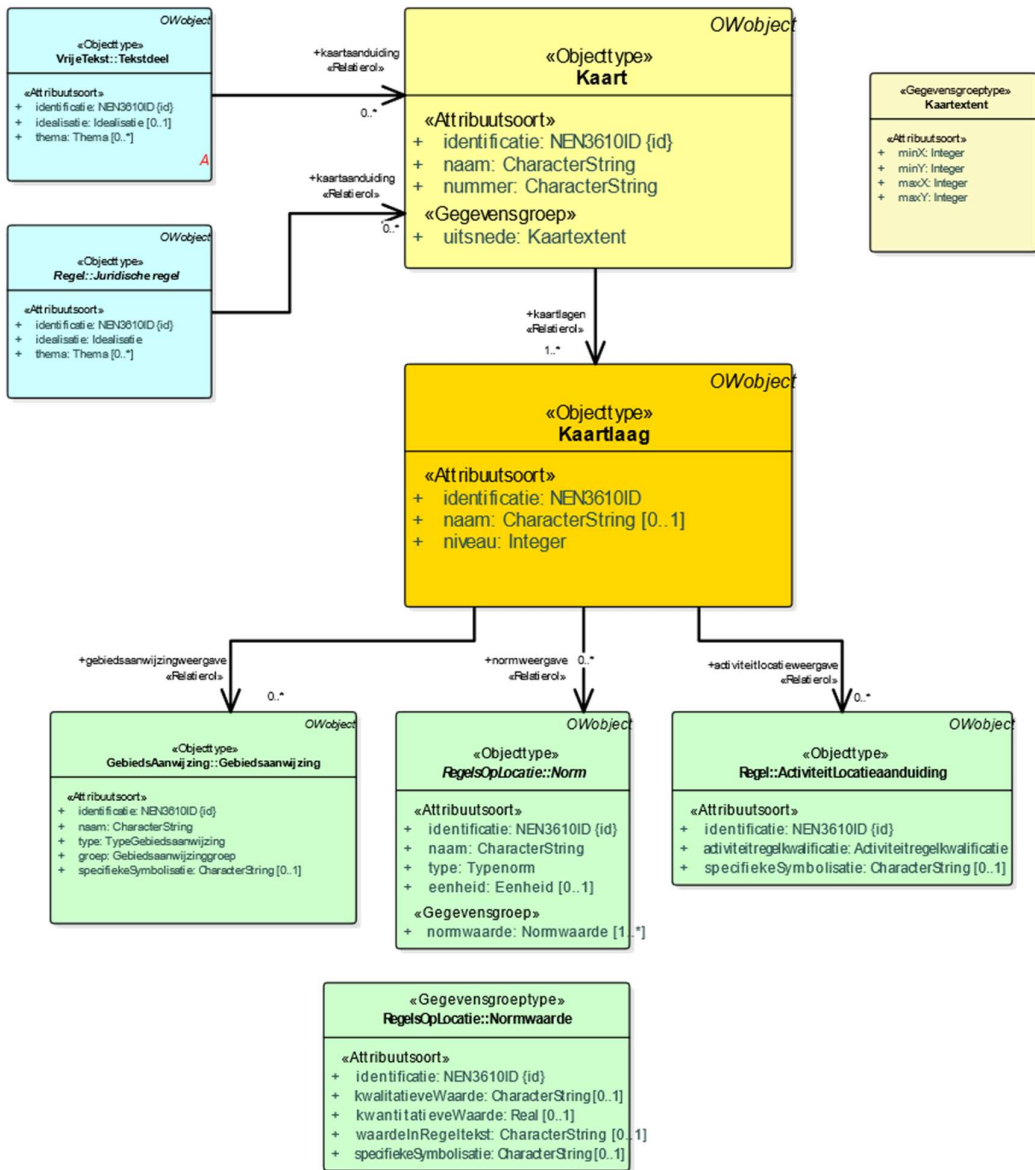 OWobject
«Objecttype»
VrijeTekst::Tekstdeel
«Attribuutsoort»
+ identificatie: NEN3610ID {id}
+ idealisatie: Idealisatie [0..1]
+ thema: Thema [0..*]
A
+kaartaanduiding
«Relatierol»
0..*
OWobject
«Objecttype»
Kaart
«Attribuutsoort»
+ identificatie: NEN3610ID {id}
+ naam: CharacterString
+ nummer: CharacterString
«Gegevensgroep»
+ uitsnede: Kaartextent
«Gegevensgroeptype»
Kaartextent
«Attribuutsoort»
+ minX: Integer
+ minY: Integer
+ maxX: Integer
+ maxY: Integer
+kaartaanduiding
«Relatierol»
0..*
OWobject
«Objecttype»
Regel::Juridische regel
«Attribuutsoort»
+ identificatie: NEN3610ID {id}
+ idealisatie: Idealisatie
+ thema: Thema [0..*]
+kaartlagen
«Relatierol»
1..*
OWobject
«Objecttype»
Kaartlaag
«Attribuutsoort»
+ identificatie: NEN3610ID
+ naam: CharacterString [0..1]
+ niveau: Integer
+gebiedsaanwijzingweergave
«Relatierol»
0..*
+normweergave 0..*
«Relatierol»
+activiteitlocatieweergave
«Relatierol»
0..*
OWobject
«Objecttype»
GebiedsAanwijzing::Gebiedsaanwijzing
«Attribuutsoort»
+ identificatie: NEN3610ID {id}
+ naam: CharacterString
+ type: TypeGebiedsaanwijzing
+ groep: Gebiedsaanwijzinggroep
+ specifiekeSymbolisatie: CharacterString [0..1]
OWobject
«Objecttype»
RegelsOpLocatie::Norm
«Attribuutsoort»
+ identificatie: NEN3610ID {id}
+ naam: CharacterString
+ type: Typenorm
+ eenheid: Eenheid [0..1]
«Gegevensgroep»
+ normwaarde: Normwaarde [1..*]
OWobject
«Objecttype»
Regel::ActiviteitLocatieaanduiding
«Attribuutsoort»
+ identificatie: NEN3610ID {id}
+ activiteitregelkwalificatie: Activiteitregelkwalificatie
+ specifiekeSymbolisatie: CharacterString [0..1]
«Gegevensgroeptype»
RegelsOpLocatie::Normwaarde
«Attribuutsoort»
+ identificatie: NEN3610ID {id}
+ kwalitatieveWaarde: CharacterString [0..1]
+ kwantitatieveWaarde: Real [0..1]
+ waardeInRegeltekst: CharacterString [0..1]
+ specifiekeSymbolisatie: CharacterString [0..1]